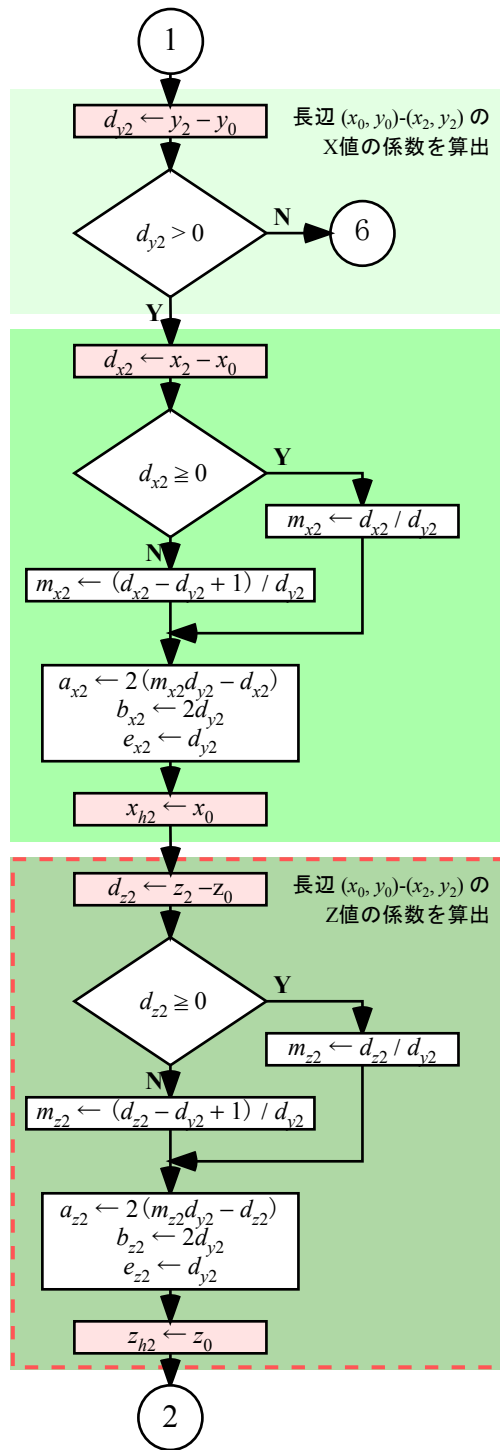 1
d_{y2} ← y_2 − y_0
長辺 (x_0, y_0)-(x_2, y_2) の
X値の係数を算出
d_{y2} > 0
N
6
Y
d_{x2} ← x_2 − x_0
d_{x2} ≧ 0
Y
m_{x2} ← d_{x2} / d_{y2}
N
m_{x2} ← (d_{x2} − d_{y2} + 1) / d_{y2}
a_{x2} ← 2(m_{x2}d_{y2} − d_{x2})
b_{x2} ← 2d_{y2}
e_{x2} ← d_{y2}
x_{h2} ← x_0
d_{z2} ← z_2 −z_0
長辺 (x_0, y_0)-(x_2, y_2) の
Z値の係数を算出
d_{z2} ≧ 0
Y
m_{z2} ← d_{z2} / d_{y2}
N
m_{z2} ← (d_{z2} − d_{y2} + 1) / d_{y2}
a_{z2} ← 2(m_{z2}d_{y2} − d_{z2})
b_{z2} ← 2d_{y2}
e_{z2} ← d_{y2}
z_{h2} ← z_0
2